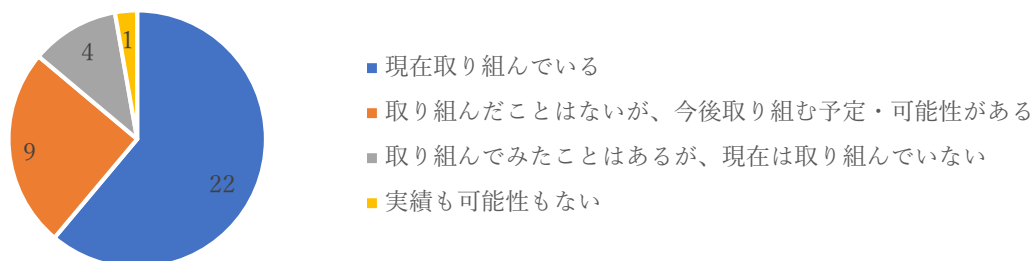 1
4
9
22
現在取り組んでいる
取り組んだことはないが、今後取り組む予定・可能性がある
取り組んでみたことはあるが、現在は取り組んでいない
実績も可能性もない